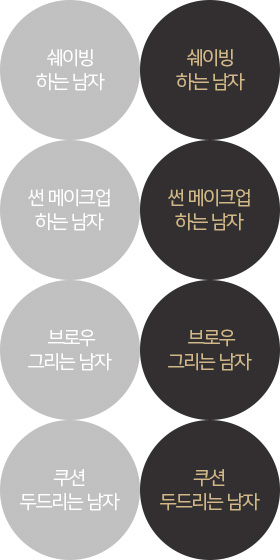 쉐이빙
하는 남자
쉐이빙
하는 남자
썬 메이크업
하는 남자
썬 메이크업
하는 남자
브로우
그리는 남자
브로우
그리는 남자
쿠션
두드리는 남자
쿠션
두드리는 남자